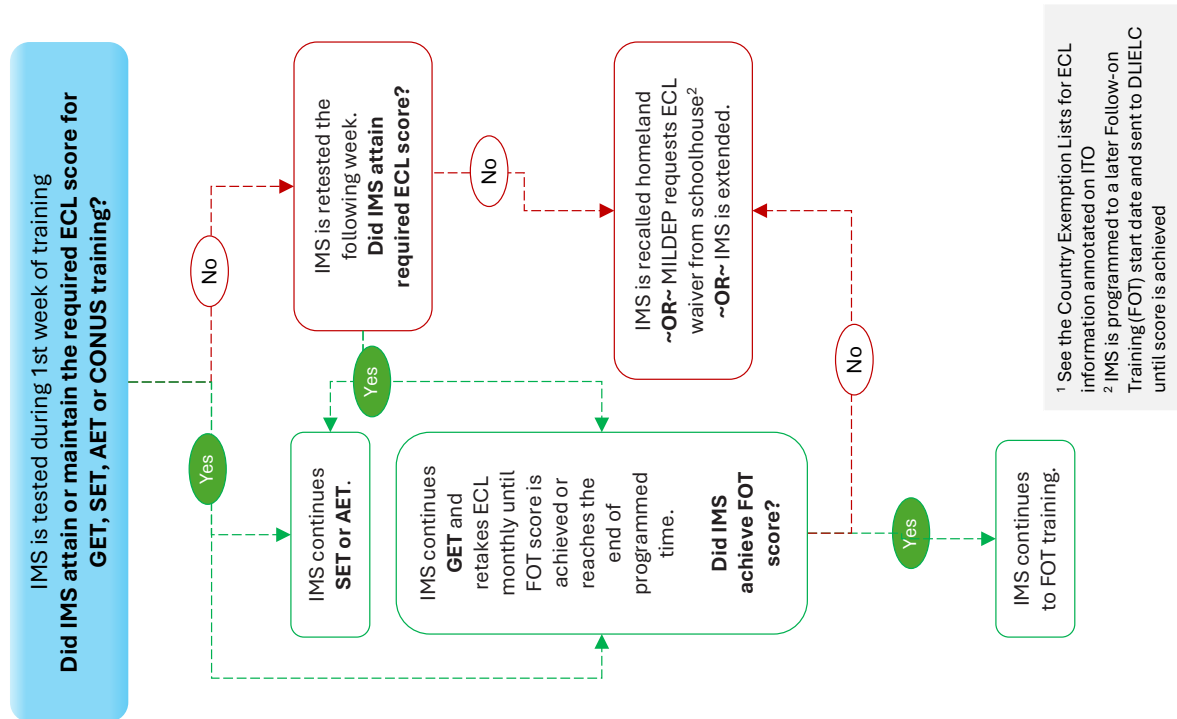 IMS is tested during 1st week of training
Did IMS attain or maintain the required ECL score for
GET, SET, AET or CONUS training?
Yes
No
IMS is retested the
following week.
Did IMS attain
required ECL score?
Yes
No
IMS continues
SET or AET.
IMS continues
GET and
retakes ECL
monthly until
FOT score is
achieved or
reaches the
end of
programmed
time.
Did IMS
achieve FOT
score?
IMS is recalled homeland
~OR~ MILDEP requests ECL
waiver from schoolhouse²
~OR~ IMS is extended.
No
Yes
IMS continues
to FOT training.
¹ See the Country Exemption Lists for ECL
information annotated on ITO
² IMS is programmed to a later Follow-on
Training (FOT) start date and sent to DLIELC
until score is achieved